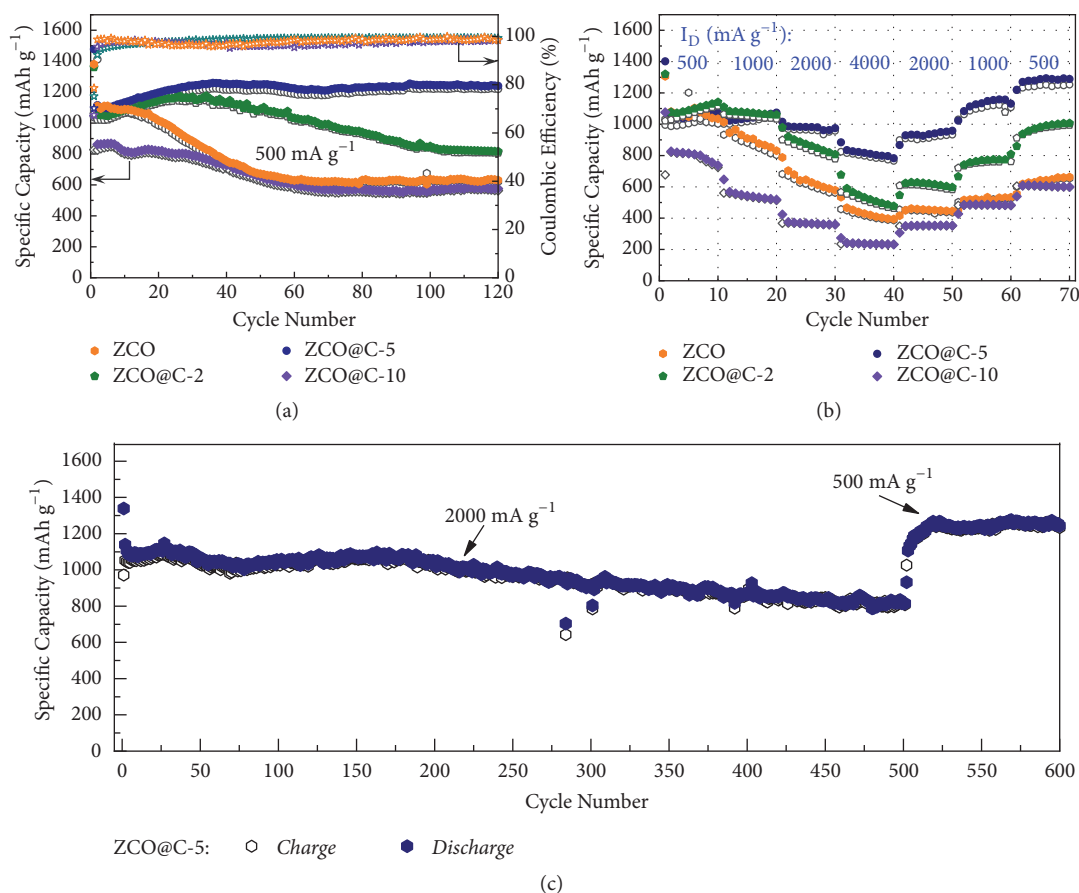 1600
1400
1200
1000
800
600
400
200
0
Specific Capacity (mAh g−1)
100
80
60
40
20
0
Coulombic Efficiency (%)
500 mA g−1
0 20 40 60 80 100 120
Cycle Number
ZCO
ZCO@C-2
ZCO@C-5
ZCO@C-10
(a)
1600
1400
1200
1000
800
600
400
200
0
Specific Capacity (mAh g−1)
ID (mA g−1):
500 1000 2000 4000 2000 1000 500
0 10 20 30 40 50 60 70
Cycle Number
ZCO
ZCO@C-2
ZCO@C-5
ZCO@C-10
(b)
1600
1400
1200
1000
800
600
400
200
0
Specific Capacity (mAh g−1)
2000 mA g−1
500 mA g−1
0 50 100 150 200 250 300 350 400 450 500 600
Cycle Number
ZCO@C-5: Charge Discharge
(c)